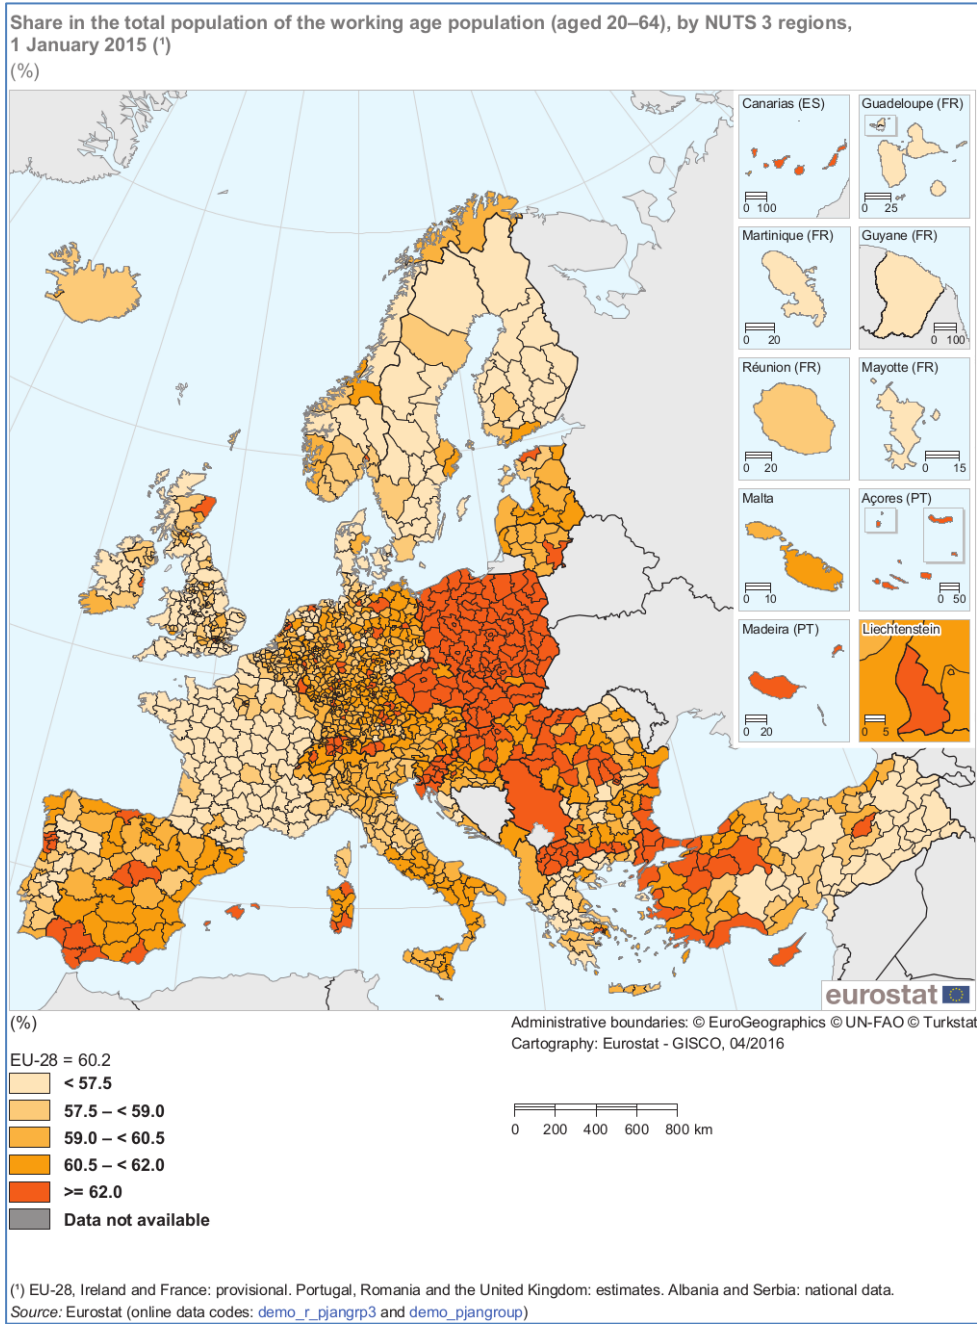 Share in the total population of the working age population (aged 20–64), by NUTS 3 regions,
1 January 2015 (¹)
(%)
Canarias (ES)
0 100
Guadeloupe (FR)
0 25
Martinique (FR)
0 20
Guyane (FR)
0 100
Réunion (FR)
0 20
Mayotte (FR)
0 15
Malta
0 10
Açores (PT)
0 50
Madeira (PT)
0 20
Liechtenstein
0 5
eurostat
(%)
Administrative boundaries: © EuroGeographics © UN-FAO © Turkstat
Cartography: Eurostat - GISCO, 04/2016
EU-28 = 60.2
< 57.5
57.5 – < 59.0
59.0 – < 60.5
60.5 – < 62.0
>= 62.0
Data not available
0 200 400 600 800 km
(¹) EU-28, Ireland and France: provisional. Portugal, Romania and the United Kingdom: estimates. Albania and Serbia: national data.
Source: Eurostat (online data codes: demo_r_pjangrp3 and demo_pjangroup)